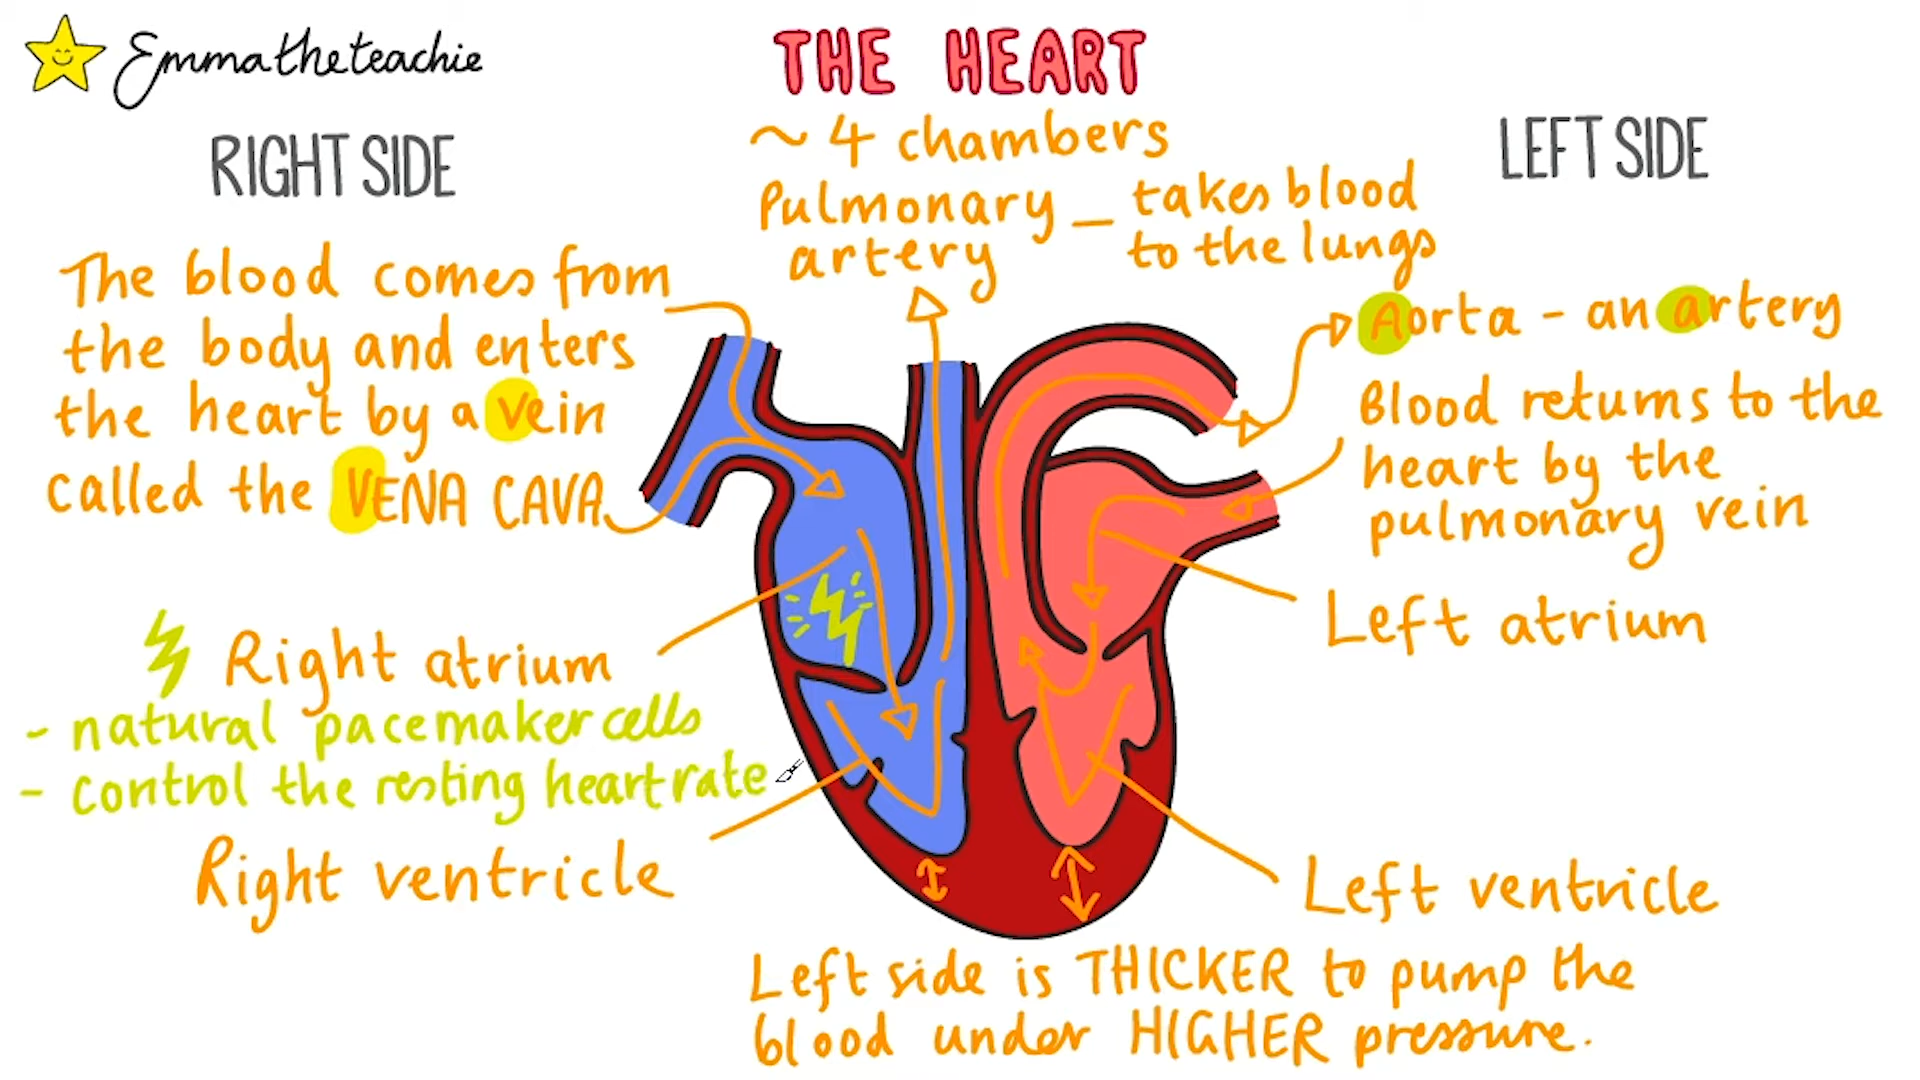 Emmatheteachie
THE HEART
~ 4 chambers
RIGHT SIDE
LEFT SIDE
Pulmonary — takes blood
artery to the lungs
The blood comes from
the body and enters
the heart by a vein
called the VENA CAVA
Aorta - an artery
Blood returns to the
heart by the
pulmonary vein
Left atrium
Right atrium
- natural pacemaker cells
- control the resting heart rate
Right ventricle
Left ventricle
Left side is THICKER to pump the
blood under HIGHER pressure.